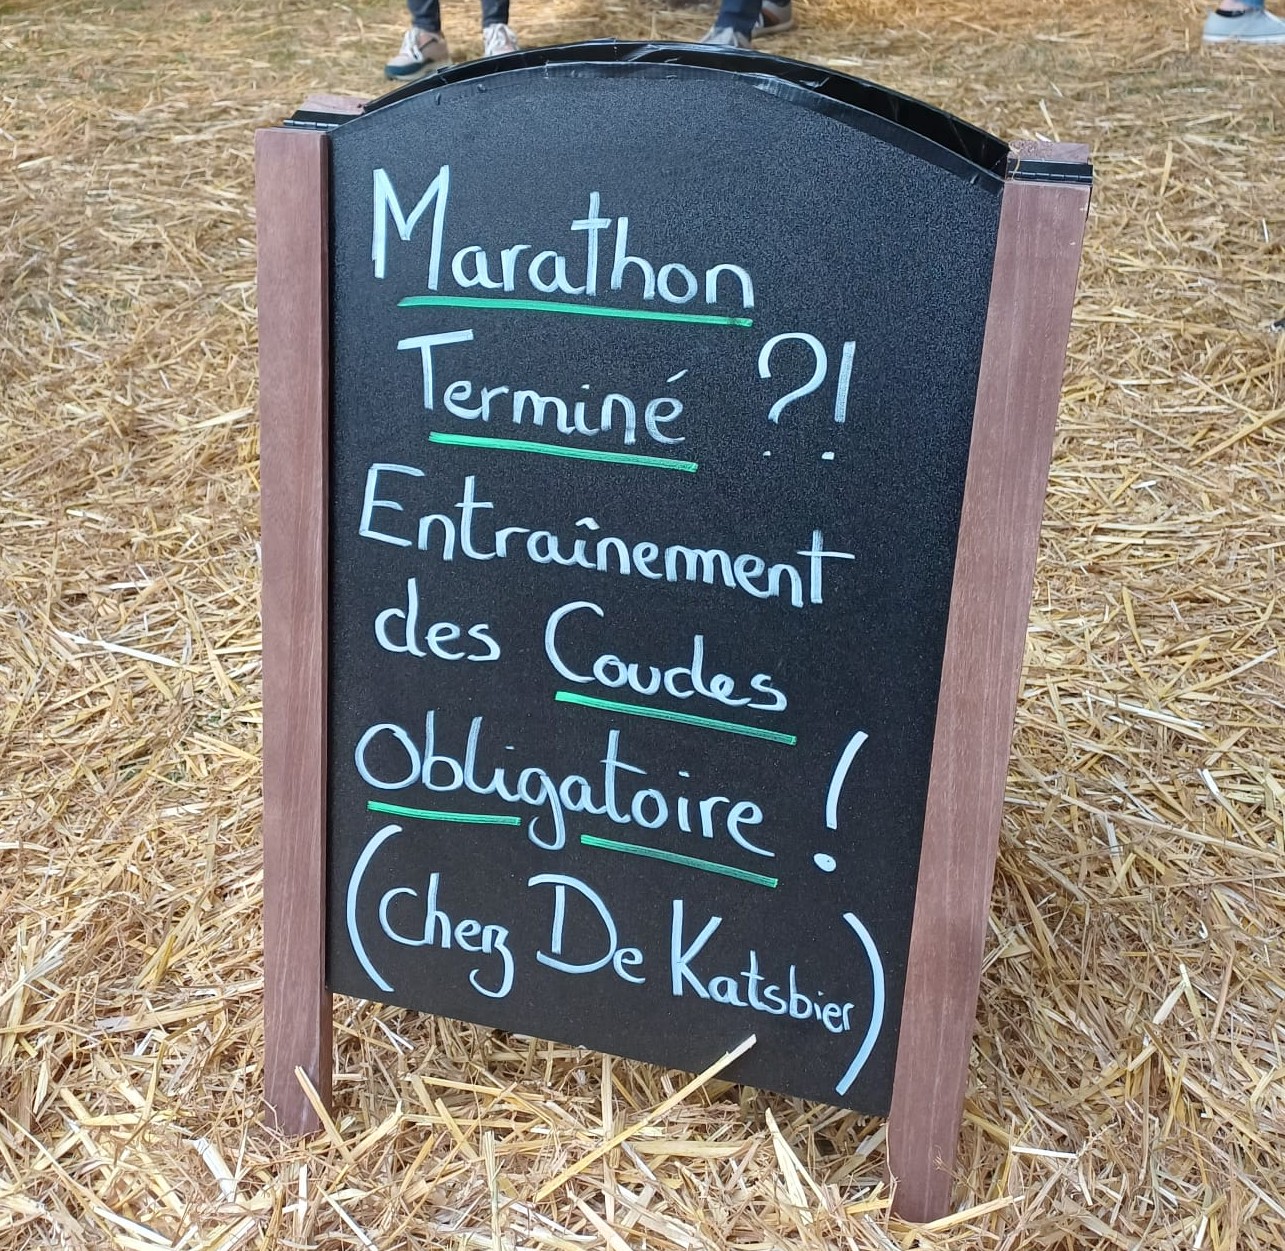 Marathon
Terminé ?!
Entraînement
des Coudes
Obligatoire !
(chez De Katsbier)